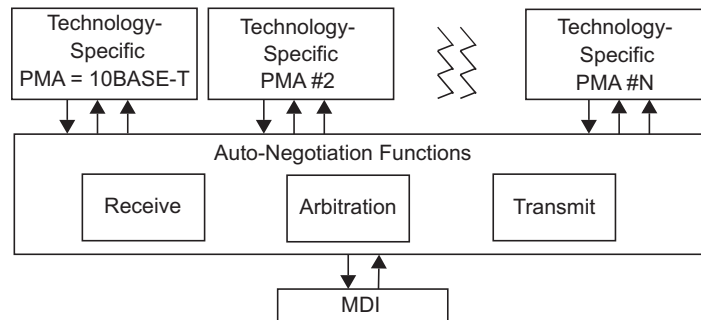 Technology-
Specific
PMA = 10BASE-T
Technology-
Specific
PMA #2
Technology-
Specific
PMA #N
Auto-Negotiation Functions
Receive
Arbitration
Transmit
MDI